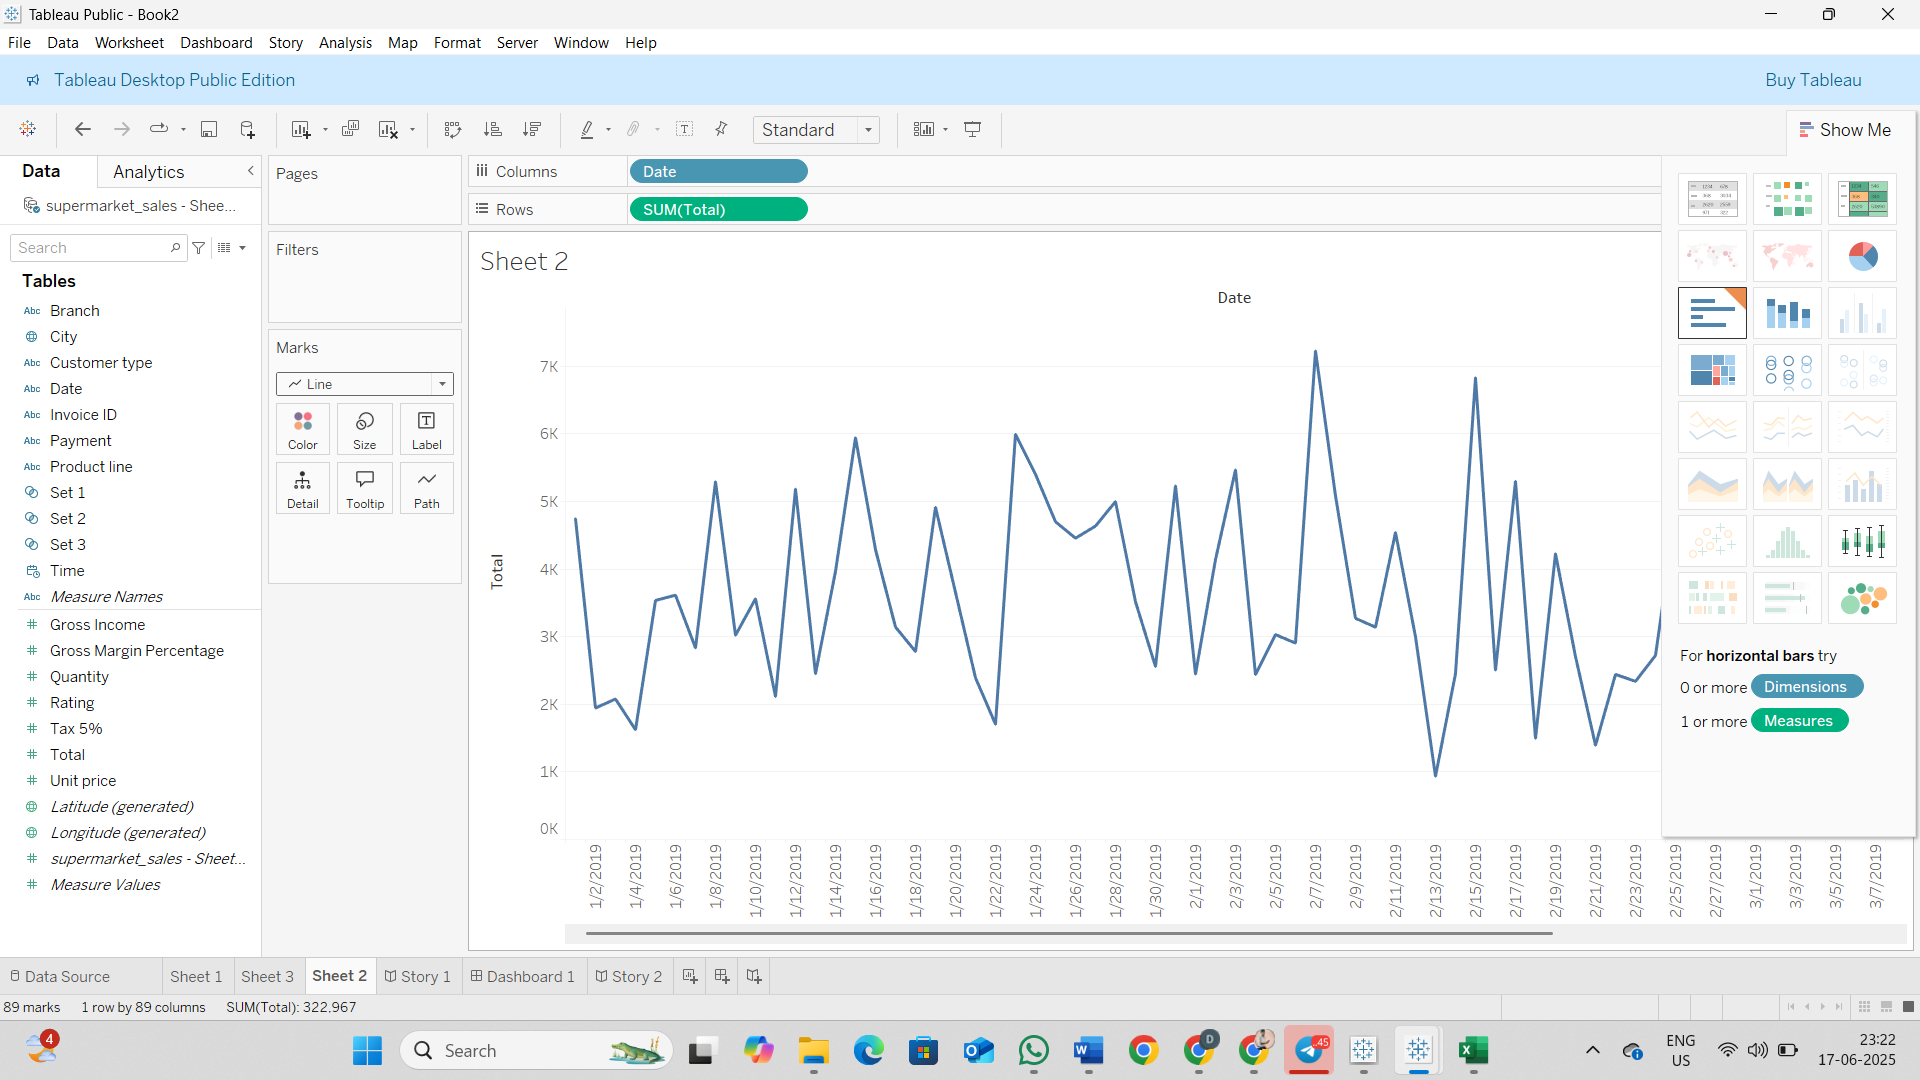 Tableau Public - Book2
File Data Worksheet Dashboard Story Analysis Map Format Server Window Help
Tableau Desktop Public Edition
Buy Tableau
Standard
Show Me
Data
Analytics
supermarket_sales - Shee...
Search
Tables
Abc Branch
City
Abc Customer type
Abc Date
Abc Invoice ID
Abc Payment
Abc Product line
Set 1
Set 2
Set 3
Time
Abc Measure Names
# Gross Income
# Gross Margin Percentage
# Quantity
# Rating
# Tax 5%
# Total
# Unit price
Latitude (generated)
Longitude (generated)
# supermarket_sales - Sheet...
# Measure Values
Pages
Filters
Marks
Line
Color
Size
Label
Detail
Tooltip
Path
Columns
Date
Rows
SUM(Total)
Sheet 2
Date
Total
7K
6K
5K
4K
3K
2K
1K
0K
1/2/2019
1/4/2019
1/6/2019
1/8/2019
1/10/2019
1/12/2019
1/14/2019
1/16/2019
1/18/2019
1/20/2019
1/22/2019
1/24/2019
1/26/2019
1/28/2019
1/30/2019
2/1/2019
2/3/2019
2/5/2019
2/7/2019
2/9/2019
2/11/2019
2/13/2019
2/15/2019
2/17/2019
2/19/2019
2/21/2019
2/23/2019
2/25/2019
2/27/2019
3/1/2019
3/3/2019
3/5/2019
3/7/2019
For horizontal bars try
0 or more Dimensions
1 or more Measures
Data Source
Sheet 1
Sheet 3
Sheet 2
Story 1
Dashboard 1
Story 2
89 marks
1 row by 89 columns
SUM(Total): 322,967
4
Search
D
45
ENG
US
23:22
17-06-2025